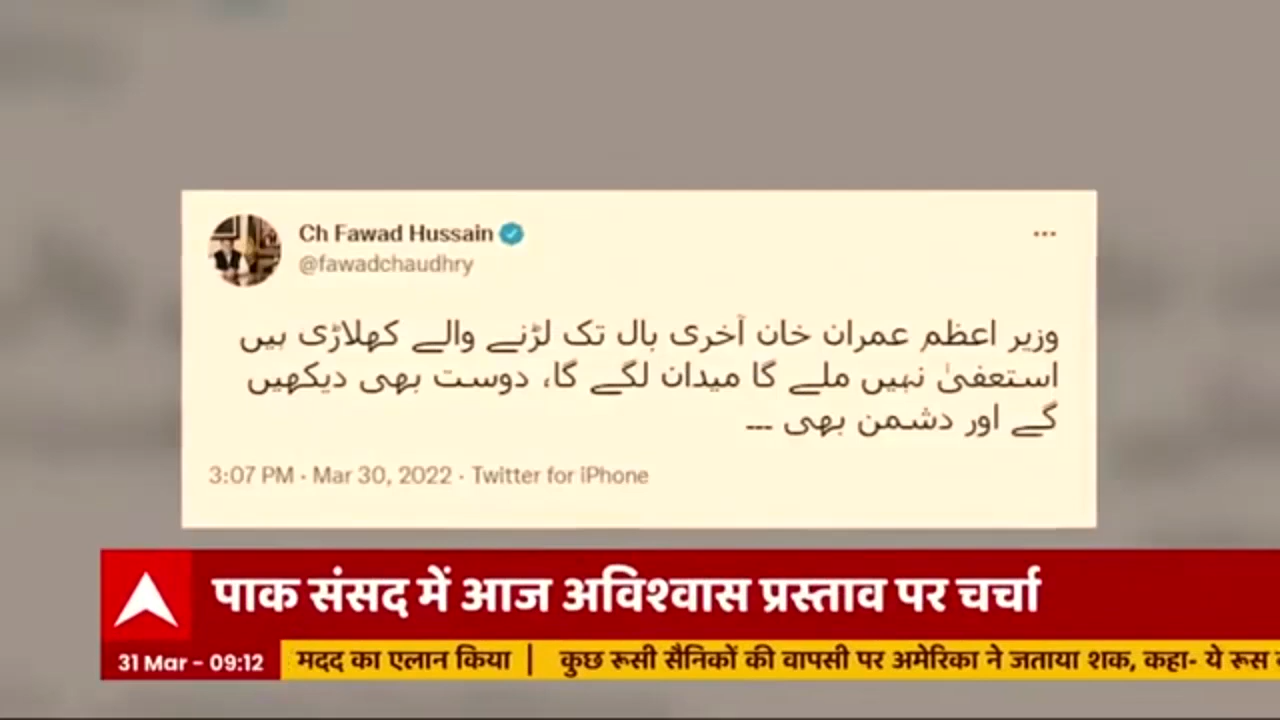 Ch Fawad Hussain
@fawadchaudhry
وزیر اعظم عمران خان آخری بال تک لڑنے والے کھلاڑی ہیں
استعفیٰ نہیں ملے گا میدان لگے گا، دوست بھی دیکھیں
گے اور دشمن بھی ---
3:07 PM · Mar 30, 2022 · Twitter for iPhone
पाक संसद में आज अविश्वास प्रस्ताव पर चर्चा
31 Mar - 09:12
मदद का एलान किया | कुछ रूसी सैनिकों की वापसी पर अमेरिका ने जताया शक, कहा- ये रूस